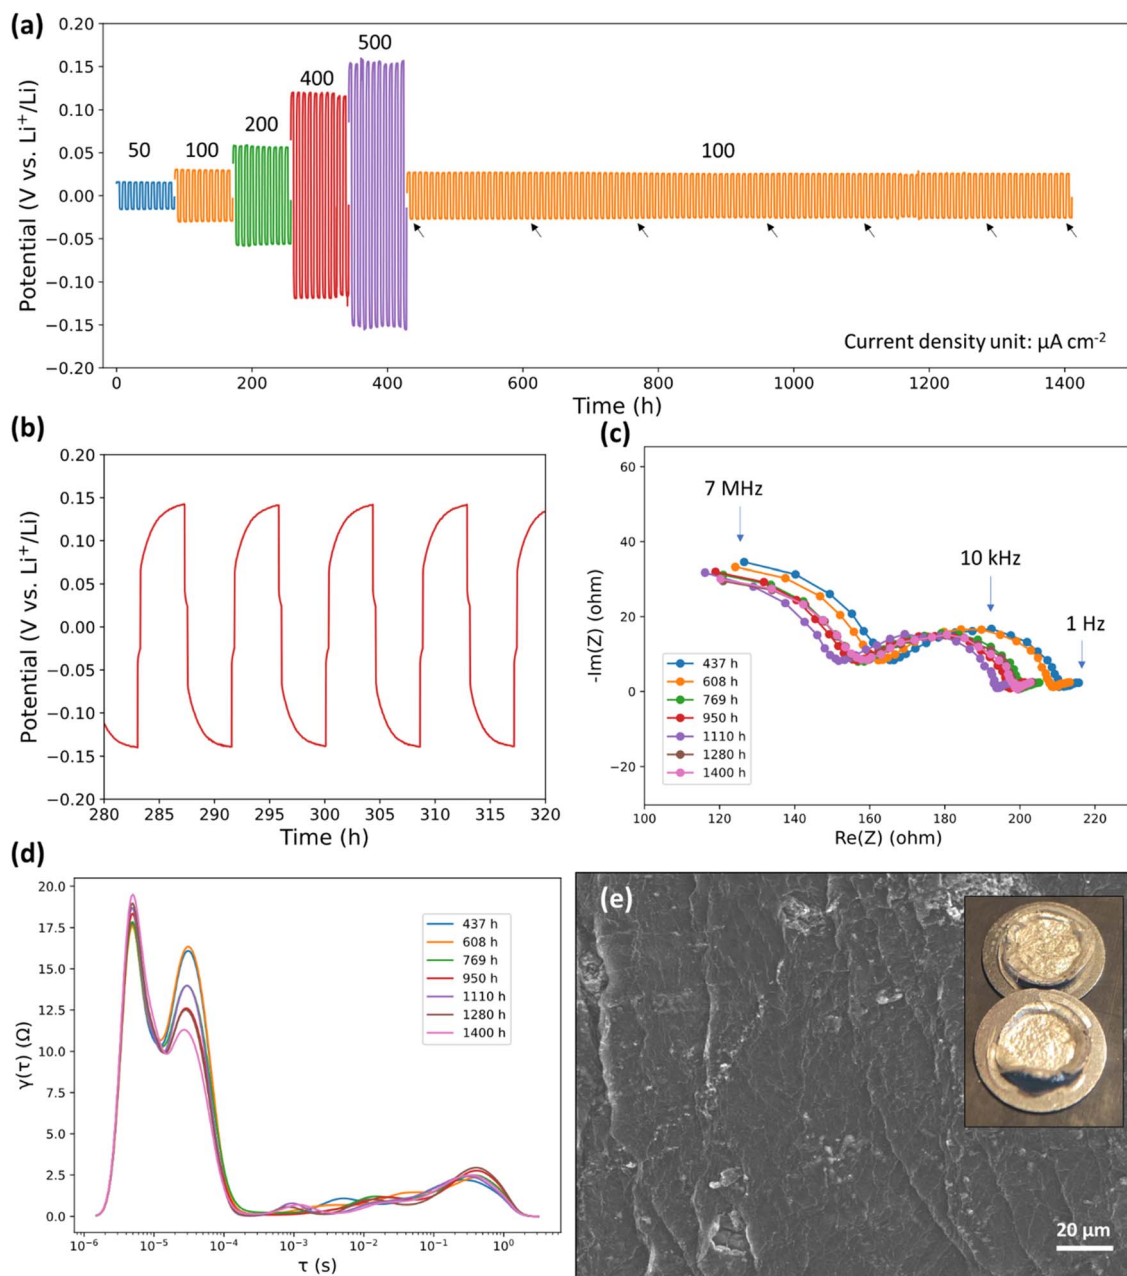 (a)
0.20
0.15
0.10
0.05
0.00
−0.05
−0.10
−0.15
−0.20
Potential (V vs. Li⁺/Li)
50
100
200
400
500
100
Current density unit: µA cm⁻²
0
200
400
600
800
1000
1200
1400
Time (h)
(b)
0.20
0.15
0.10
0.05
0.00
−0.05
−0.10
−0.15
−0.20
Potential (V vs. Li⁺/Li)
280
285
290
295
300
305
310
315
320
Time (h)
(c)
60
40
20
0
−20
-Im(Z) (ohm)
7 MHz
10 kHz
1 Hz
437 h
608 h
769 h
950 h
1110 h
1280 h
1400 h
100
120
140
160
180
200
220
Re(Z) (ohm)
(d)
20.0
17.5
15.0
12.5
10.0
7.5
5.0
2.5
0.0
γ(τ) (Ω)
437 h
608 h
769 h
950 h
1110 h
1280 h
1400 h
10⁻⁶
10⁻⁵
10⁻⁴
10⁻³
10⁻²
10⁻¹
10⁰
τ (s)
(e)
20 µm